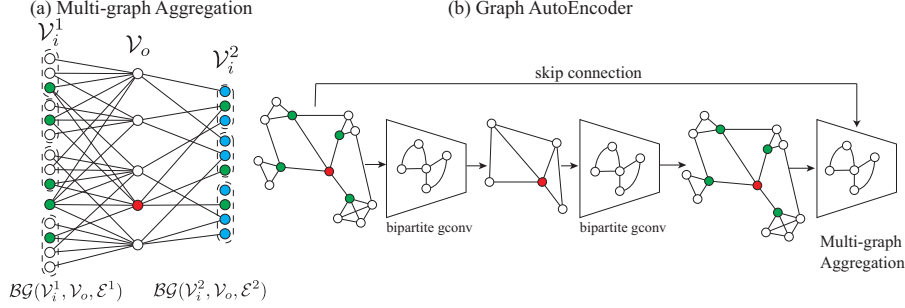 (a) Multi-graph Aggregation
(b) Graph AutoEncoder
𝒱_i^1
𝒱_o
𝒱_i^2
skip connection
bipartite gconv
bipartite gconv
Multi-graph
Aggregation
ℬ𝒢(𝒱_i^1, 𝒱_o, ℰ^1)
ℬ𝒢(𝒱_i^2, 𝒱_o, ℰ^2)